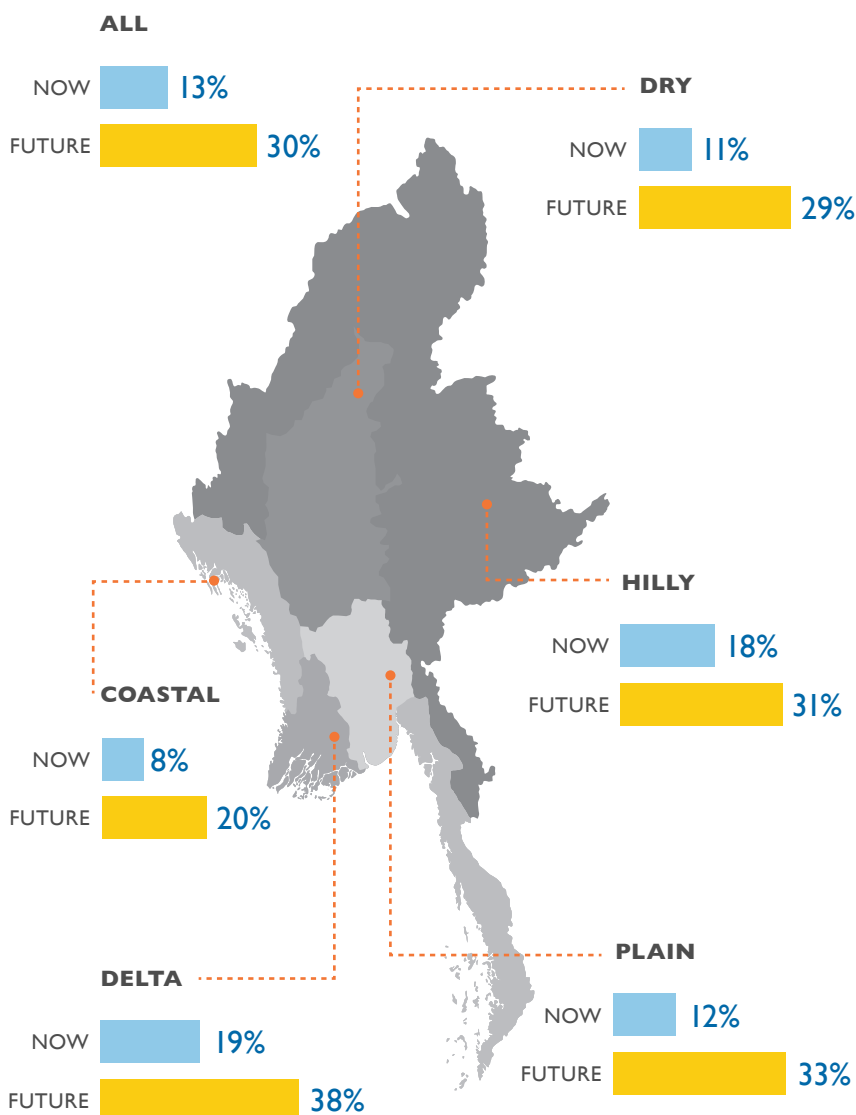 ALL
NOW 13%
FUTURE 30%
DRY
NOW 11%
FUTURE 29%
HILLY
NOW 18%
FUTURE 31%
COASTAL
NOW 8%
FUTURE 20%
PLAIN
NOW 12%
FUTURE 33%
DELTA
NOW 19%
FUTURE 38%